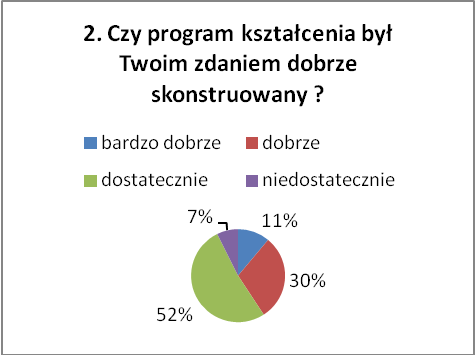 2. Czy program kształcenia był
Twoim zdaniem dobrze
skonstruowany ?
bardzo dobrze dobrze
dostatecznie niedostatecznie
7% 11%
30%
52%